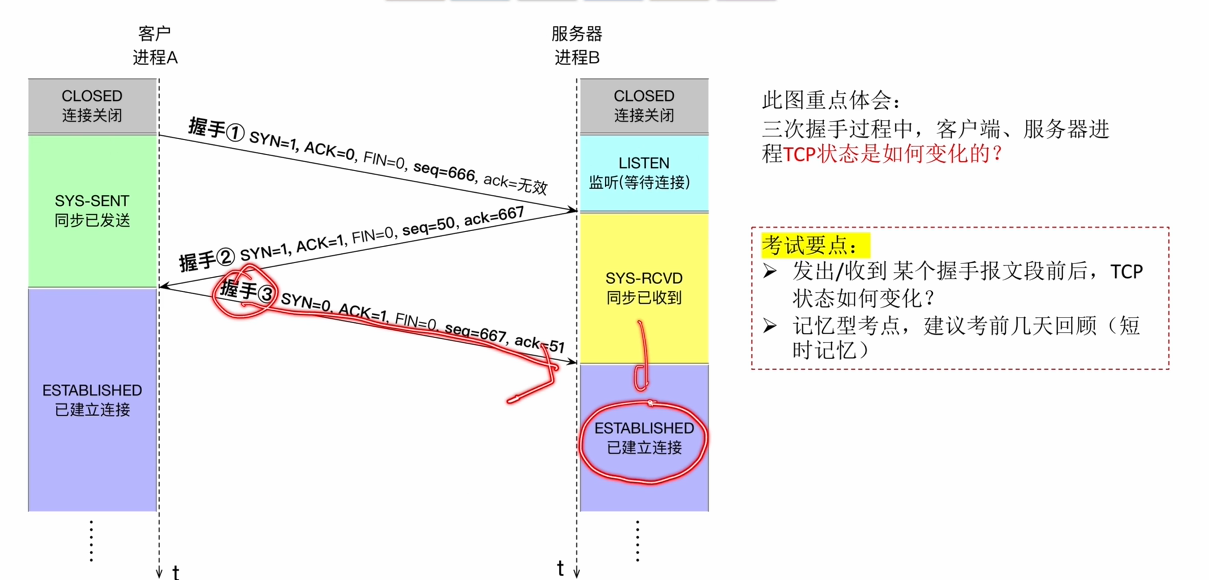 客户
进程A
服务器
进程B
CLOSED
连接关闭
CLOSED
连接关闭
握手① SYN=1, ACK=0, FIN=0, seq=666, ack=无效
LISTEN
监听(等待连接)
SYS-SENT
同步已发送
握手② SYN=1, ACK=1, FIN=0, seq=50, ack=667
SYS-RCVD
同步已收到
握手③ SYN=0, ACK=1, FIN=0, seq=667, ack=51
ESTABLISHED
已建立连接
ESTABLISHED
已建立连接
t
t
此图重点体会：
三次握手过程中，客户端、服务器进
程TCP状态是如何变化的？
考试要点：
➢ 发出/收到 某个握手报文段前后，TCP
状态如何变化？
➢ 记忆型考点，建议考前几天回顾（短
时记忆）